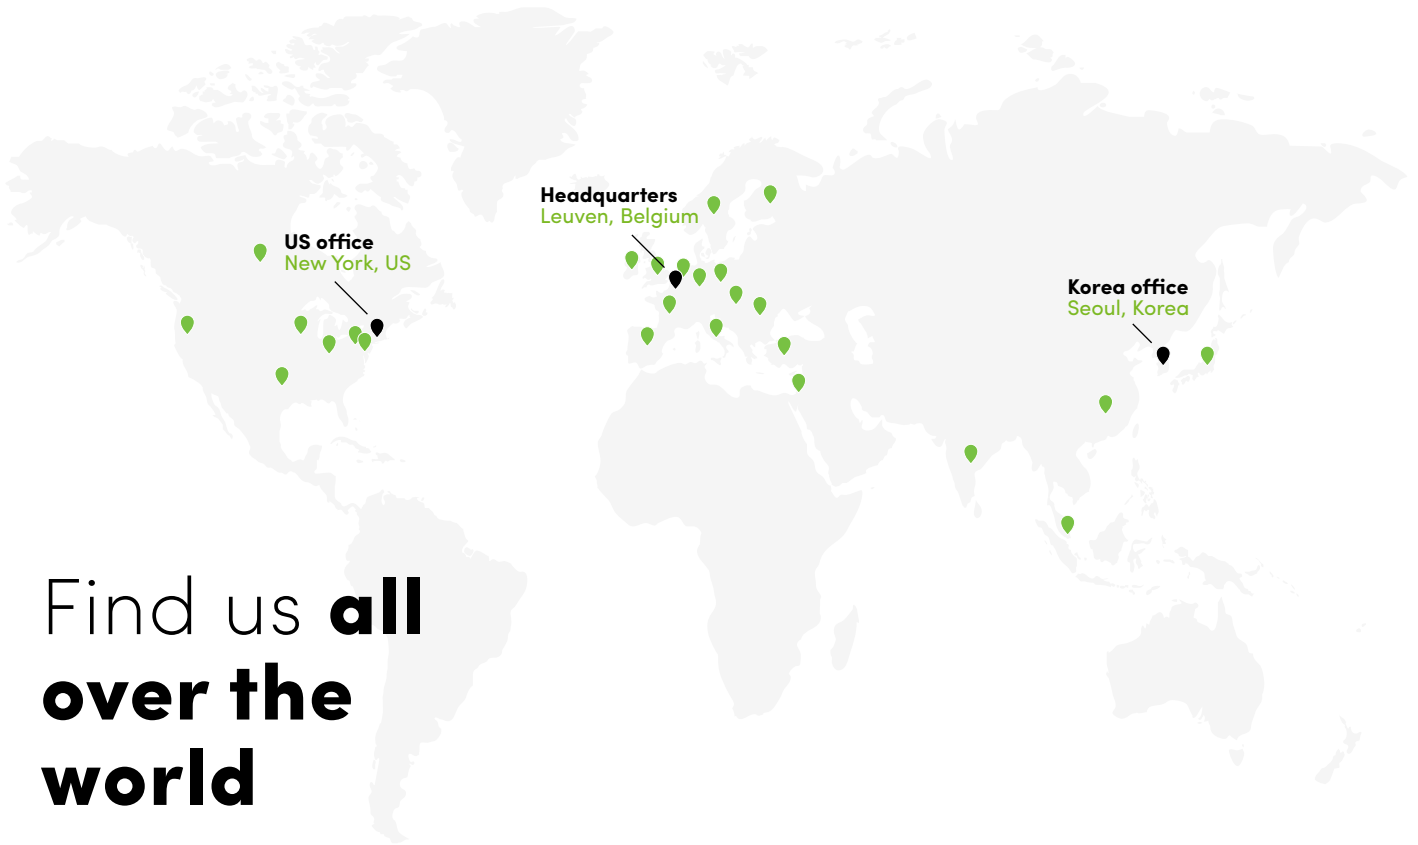 Headquarters
Leuven, Belgium
US office
New York, US
Korea office
Seoul, Korea
Find us all
over the
world